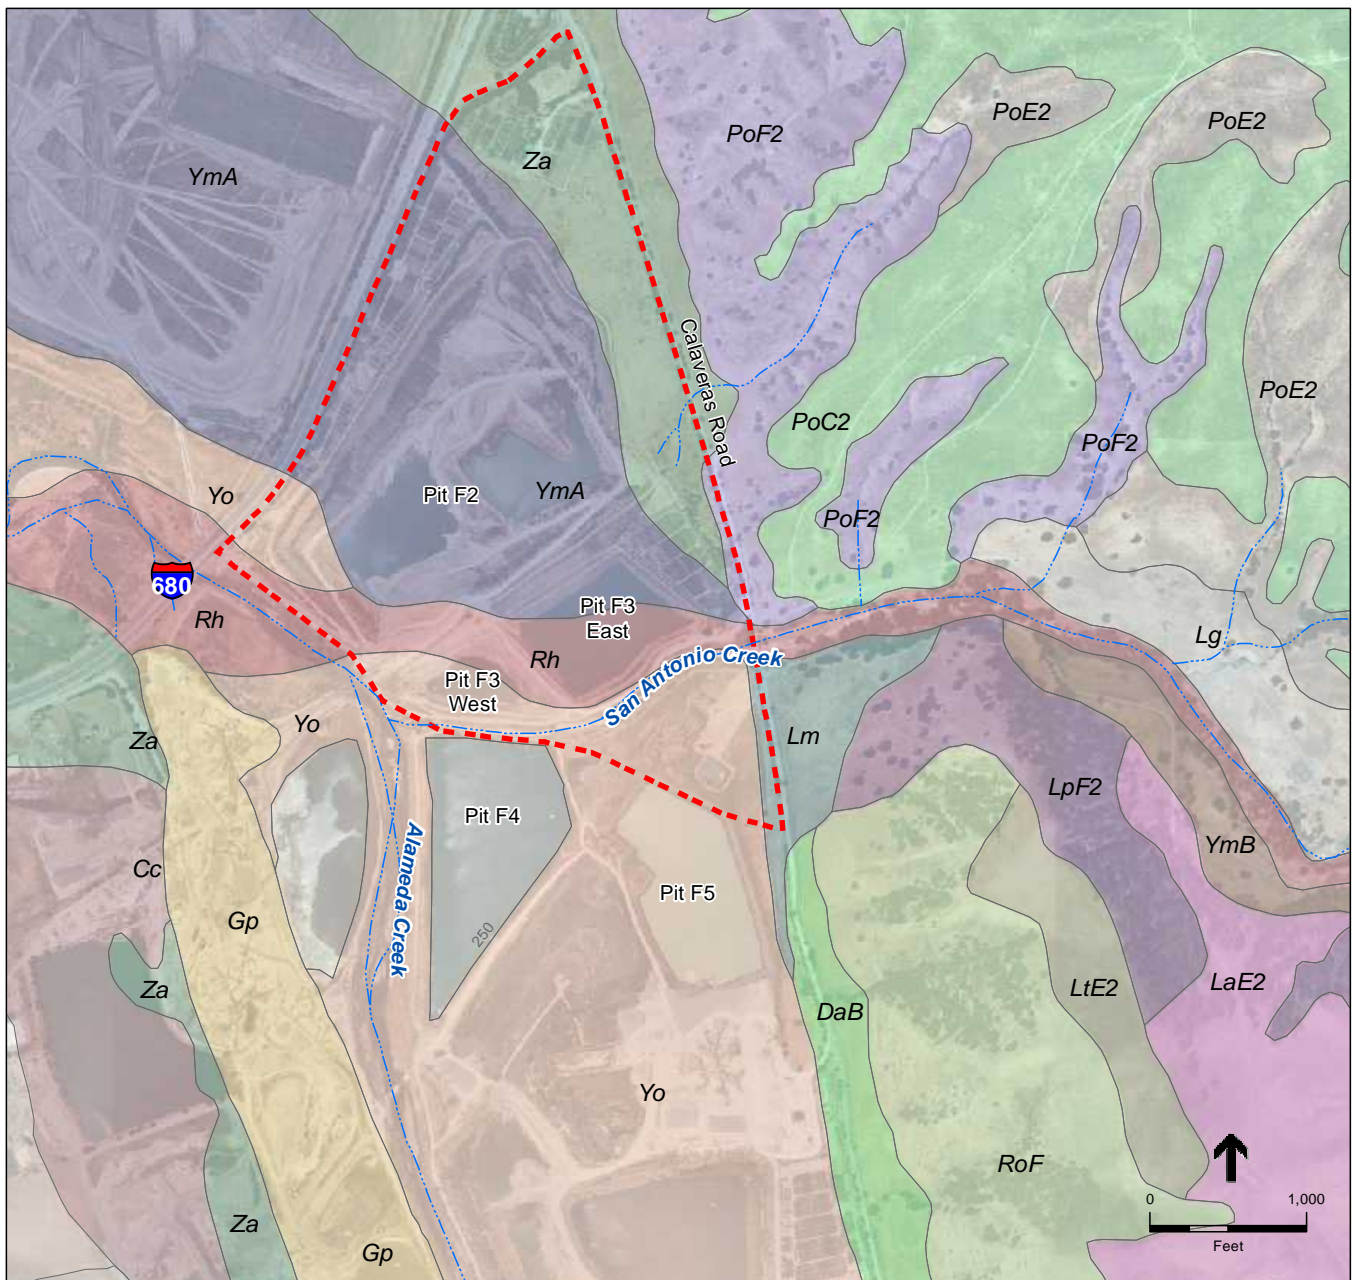 PoE2
PoE2
PoF2
Za
YmA
Calaveras Road
PoE2
PoC2
PoF2
YmA
Pit F2
Yo
PoF2
680
Pit F3
East
Rh
Lg
Rh
San Antonio Creek
Pit F3
West
Yo
Lm
Za
LpF2
Pit F4
YmB
Alameda Creek
Cc
Pit F5
Gp
250
LaE2
LtE2
Za
DaB
Yo
RoF
0 1,000
Feet
Za
Gp